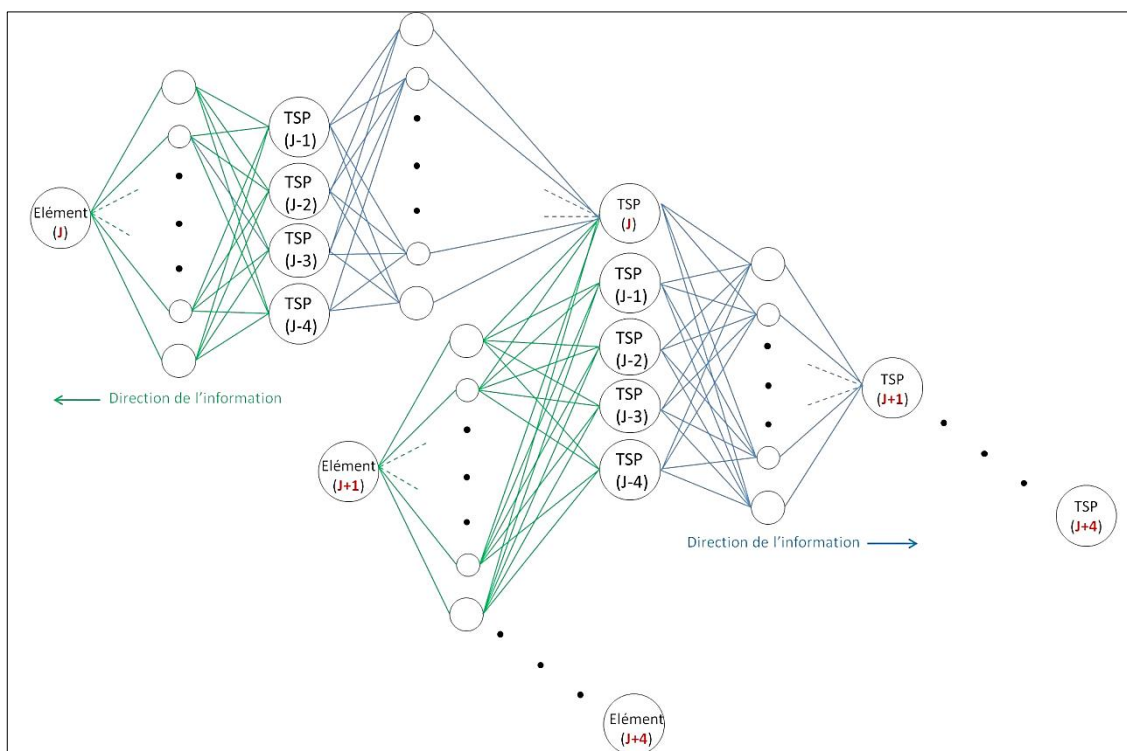 TSP
(J-1)
TSP
(J-2)
TSP
(J-3)
TSP
(J-4)
Elément
(J)
Direction de l'information
TSP
(J)
TSP
(J-1)
TSP
(J-2)
TSP
(J-3)
TSP
(J-4)
Elément
(J+1)
TSP
(J+1)
TSP
(J+4)
Direction de l'information
Elément
(J+4)